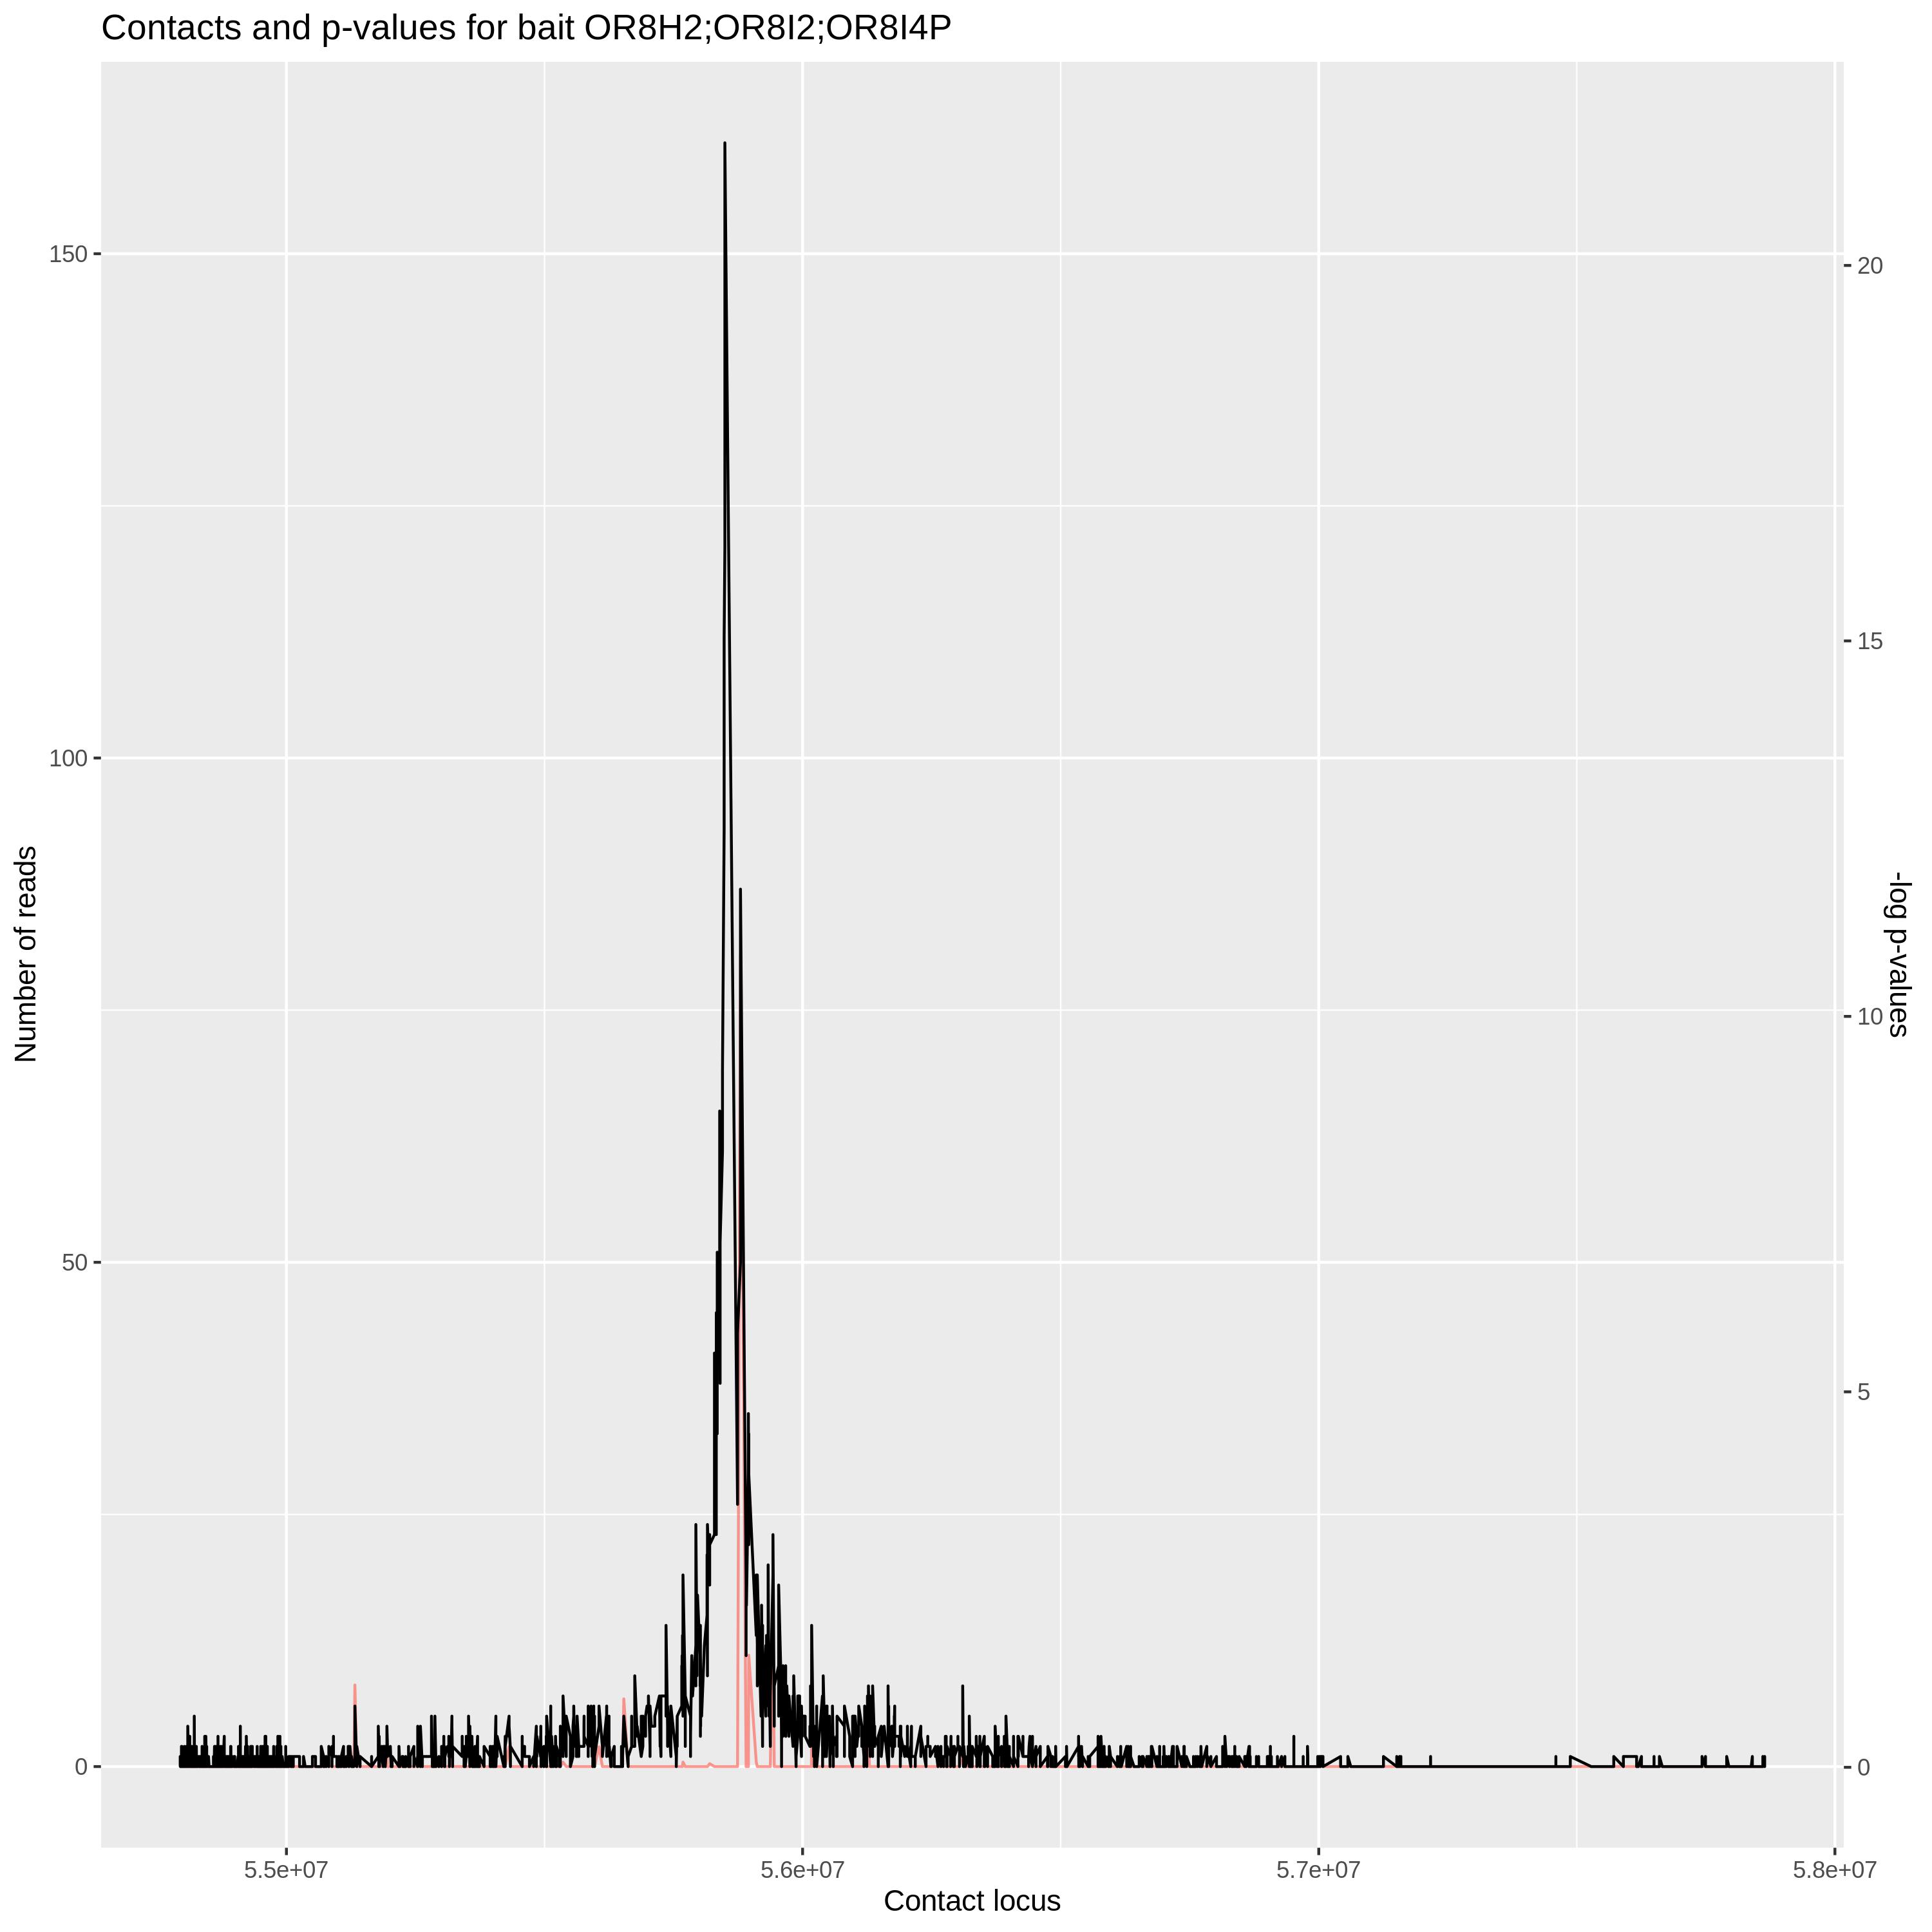 Contacts and p-values for bait OR8H2;OR8I2;OR8I4P
150
100
50
0
Number of reads
20
15
10
5
0
-log p-values
5.5e+07
5.6e+07
5.7e+07
5.8e+07
Contact locus